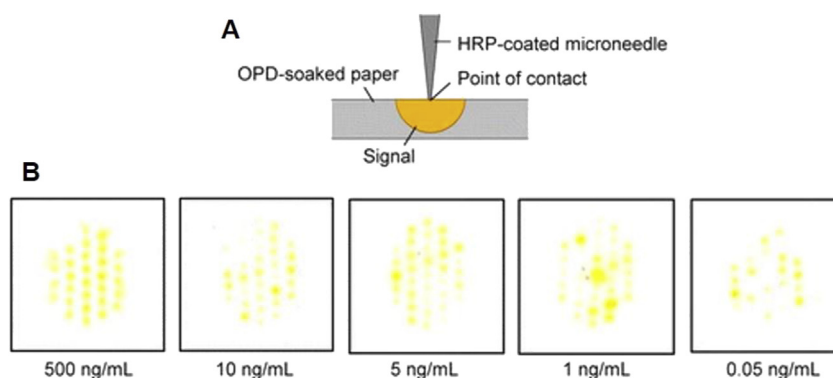 A
HRP-coated microneedle
OPD-soaked paper
Point of contact
Signal
B
500 ng/mL
10 ng/mL
5 ng/mL
1 ng/mL
0.05 ng/mL